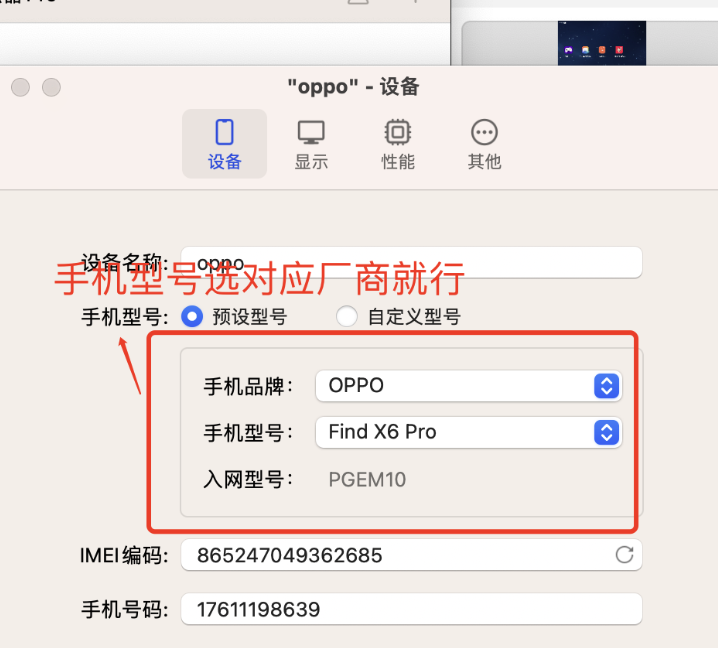 "oppo" - 设备
设备
显示
性能
其他
设备名称: oppo
手机型号选对应厂商就行
手机型号: 预设型号 自定义型号
手机品牌: OPPO
手机型号: Find X6 Pro
入网型号: PGEM10
IMEI编码: 865247049362685
手机号码: 17611198639